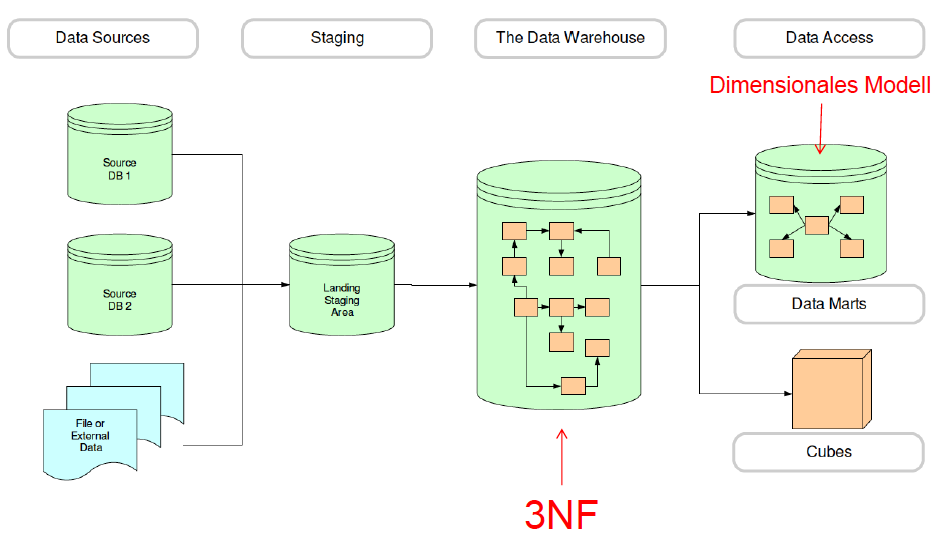 Data Sources
Staging
The Data Warehouse
Data Access
Dimensionales Modell
Source
DB 1
Source
DB 2
File or
External
Data
Landing
Staging
Area
3NF
Data Marts
Cubes